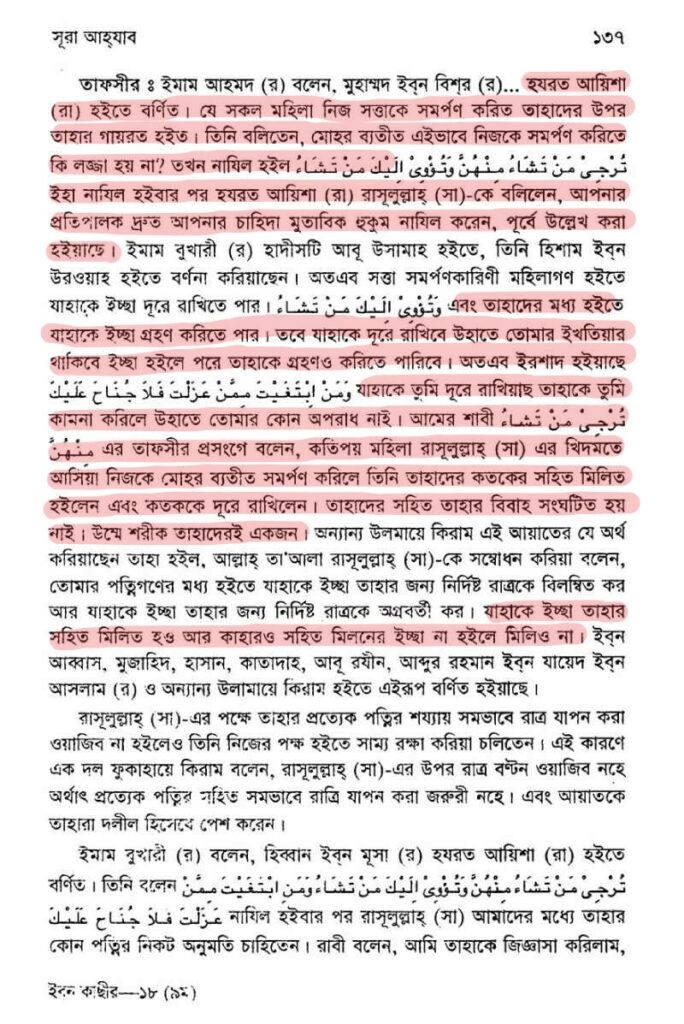 সূরা আহ্‌যাব ১৩৭
তাফসীর ঃ ইমাম আহমদ (র) বলেন, মুহাম্মদ ইব্‌ন বিশ্‌র (র)... হযরত আয়িশা
(রা) হইতে বর্ণিত। যে সকল মহিলা নিজ সত্তাকে সমর্পণ করিত তাহাদের উপর
তাহার গায়রত হইত। তিনি বলিতেন, মোহর ব্যতীত এইভাবে নিজকে সমর্পণ করিতে
কি লজ্জা হয় না? তখন নাযিল হইল تُرْجِىْ مَنْ تَشَاءُ مِنْهُنَّ وَتُؤْوِىْ اِلَيْكَ مَنْ تَشَاءُ
ইহা নাযিল হইবার পর হযরত আয়িশা (রা) রাসূলুল্লাহ্ (সা)-কে বলিলেন, আপনার
প্রতিপালক দ্রুত আপনার চাহিদা মুতাবিক হুকুম নাযিল করেন, পূর্বে উল্লেখ করা
হইয়াছে। ইমাম বুখারী (র) হাদীসটি আবূ উসামাহ হইতে, তিনি হিশাম ইব্‌ন
উরওয়াহ হইতে বর্ণনা করিয়াছেন। অতএব সত্তা সমর্পণকারিণী মহিলাগণ হইতে
যাহাকে ইচ্ছা দূরে রাখিতে পার। وَتُؤْوِىْ اِلَيْكَ مَنْ تَشَاءُ এবং তাহাদের মধ্য হইতে
যাহাকে ইচ্ছা গ্রহণ করিতে পার। তবে যাহাকে দূরে রাখিবে উহাতে তোমার ইখতিয়ার
থাকিবে ইচ্ছা হইলে পরে তাহাকে গ্রহণও করিতে পারিবে। অতএব ইরশাদ হইয়াছে
وَمَنِ ابْتَغَيْتَ مِمَّنْ عَزَلْتَ فَلاَ جُنَاحَ عَلَيْكَ যাহাকে তুমি দূরে রাখিয়াছ তাহাকে তুমি
কামনা করিলে উহাতে তোমার কোন অপরাধ নাই। আমের শাবী تُرْجِىْ مَنْ تَشَاءُ
مِنْهُنَّ এর তাফসীর প্রসংগে বলেন, কতিপয় মহিলা রাসূলুল্লাহ্ (সা) এর খিদমতে
আসিয়া নিজকে মোহর ব্যতীত সমর্পণ করিলে তিনি তাহাদের কতকের সহিত মিলিত
হইলেন এবং কতককে দূরে রাখিলেন। তাহাদের সহিত তাহার বিবাহ সংঘটিত হয়
নাই। উম্মে শরীক তাহাদেরই একজন। অন্যান্য উলমায়ে কিরাম এই আয়াতের যে অর্থ
করিয়াছেন তাহা হইল, আল্লাহ্ তা'আলা রাসূলুল্লাহ্ (সা)-কে সম্বোধন করিয়া বলেন,
তোমার পত্নিগণের মধ্য হইতে যাহাকে ইচ্ছা তাহার জন্য নির্দিষ্ট রাত্রকে বিলম্বিত কর
আর যাহাকে ইচ্ছা তাহার জন্য নির্দিষ্ট রাত্রকে অগ্রবর্তী কর। যাহাকে ইচ্ছা তাহার
সহিত মিলিত হও আর কাহারও সহিত মিলনের ইচ্ছা না হইলে মিলিও না। ইব্‌ন
আব্বাস, মুজাহিদ, হাসান, কাতাদাহ, আবূ রযীন, আব্দুর রহমান ইব্‌ন যায়েদ ইব্‌ন
আসলাম (র) ও অন্যান্য উলামায়ে কিরাম হইতে এইরূপ বর্ণিত হইয়াছে।
রাসূলুল্লাহ্ (সা)-এর পক্ষে তাহার প্রত্যেক পত্নির শয্যায় সমভাবে রাত্র যাপন করা
ওয়াজিব না হইলেও তিনি নিজের পক্ষ হইতে সাম্য রক্ষা করিয়া চলিতেন। এই কারণে
এক দল ফুকাহায়ে কিরাম বলেন, রাসূলুল্লাহ্ (সা)-এর উপর রাত্র বণ্টন ওয়াজিব নহে
অর্থাৎ প্রত্যেক পত্নির সহিত সমভাবে রাত্রি যাপন করা জরুরী নহে। এবং আয়াতকে
তাহারা দলীল হিসেবে পেশ করেন।
ইমাম বুখারী (র) বলেন, হিব্বান ইব্‌ন মূসা (র) হযরত আয়িশা (রা) হইতে
বর্ণিত। তিনি বলেন تُرْجِىْ مَنْ تَشَاءُ مِنْهُنَّ وَتُؤْوِىْ اِلَيْكَ مَنْ تَشَاءُ وَمَنِ ابْتَغَيْتَ مِمَّنْ
عَزَلْتَ فَلاَ جُنَاحَ عَلَيْكَ নাযিল হইবার পর রাসূলুল্লাহ্ (সা) আমাদের মধ্যে তাহার
কোন পত্নির নিকট অনুমতি চাহিতেন। রাবী বলেন, আমি তাহাকে জিজ্ঞাসা করিলাম,
ইবন কাছীর—১৮ (৯ম)